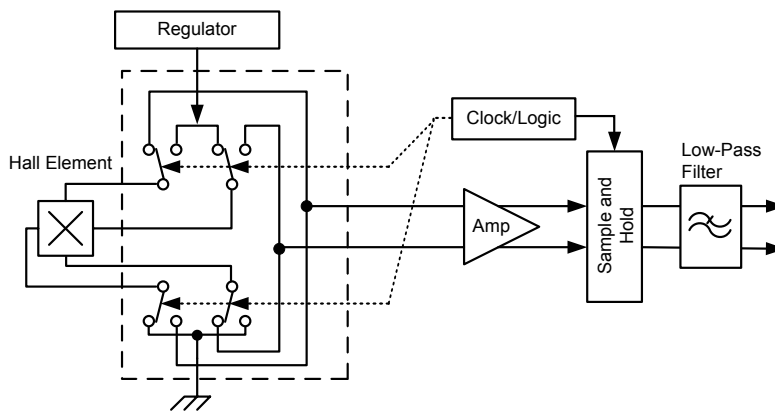 Regulator
Clock/Logic
Hall Element
Low-Pass
Filter
Amp
Sample and
Hold